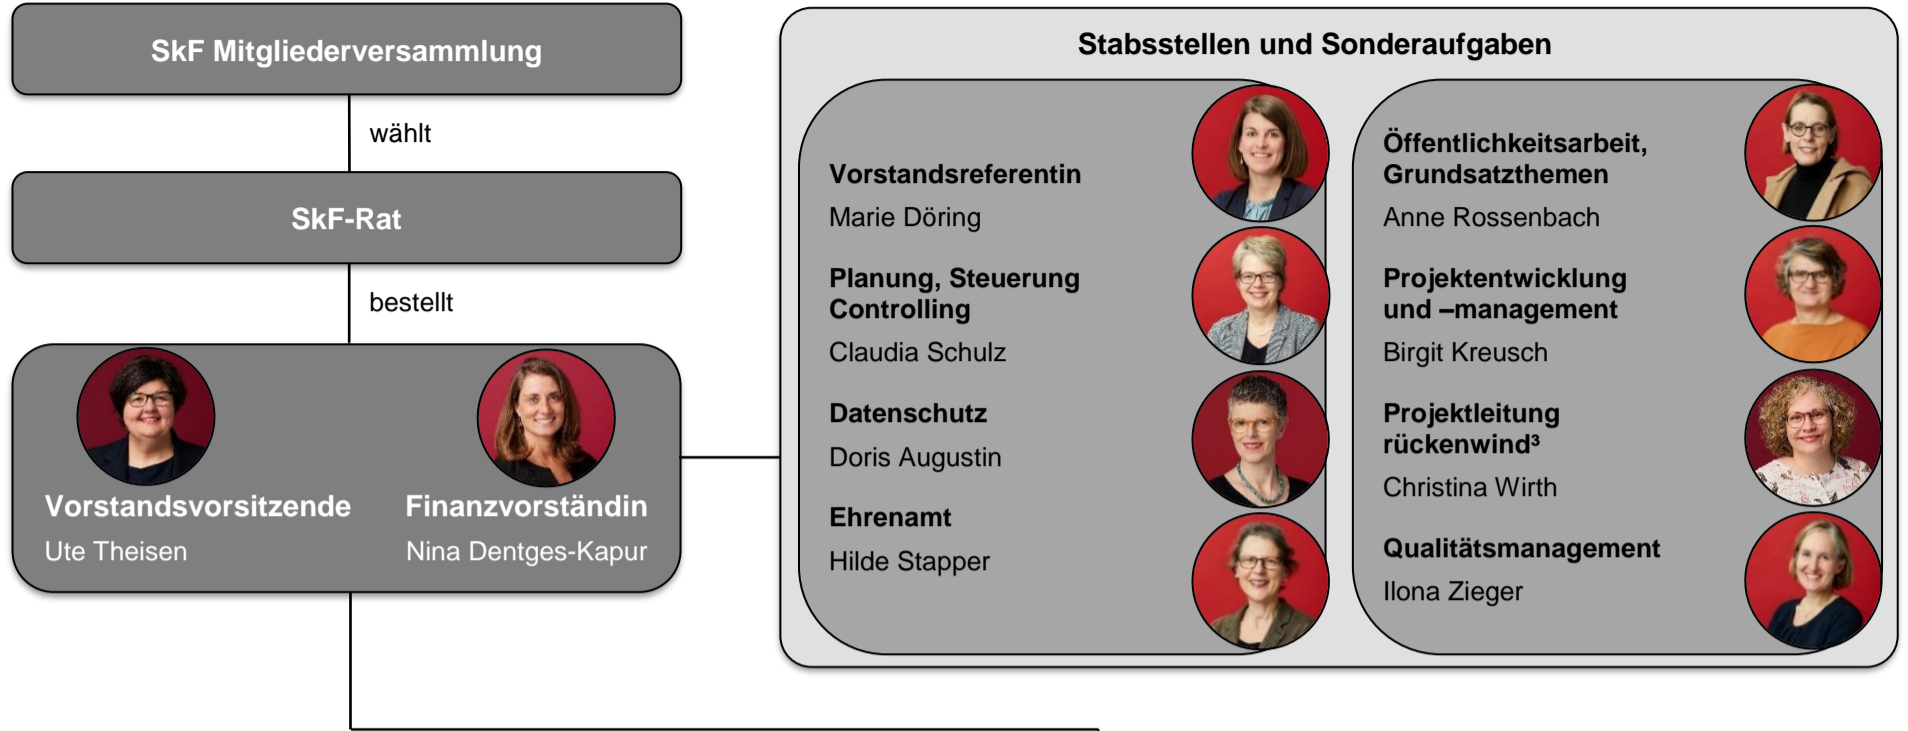 SkF Mitgliederversammlung
wählt
SkF-Rat
bestellt
Vorstandsvorsitzende
Ute Theisen
Finanzvorständin
Nina Dentges-Kapur
Stabsstellen und Sonderaufgaben
Vorstandsreferentin
Marie Döring
Planung, Steuerung
Controlling
Claudia Schulz
Datenschutz
Doris Augustin
Ehrenamt
Hilde Stapper
Öffentlichkeitsarbeit,
Grundsatzthemen
Anne Rossenbach
Projektentwicklung
und –management
Birgit Kreusch
Projektleitung
rückenwind³
Christina Wirth
Qualitätsmanagement
Ilona Zieger